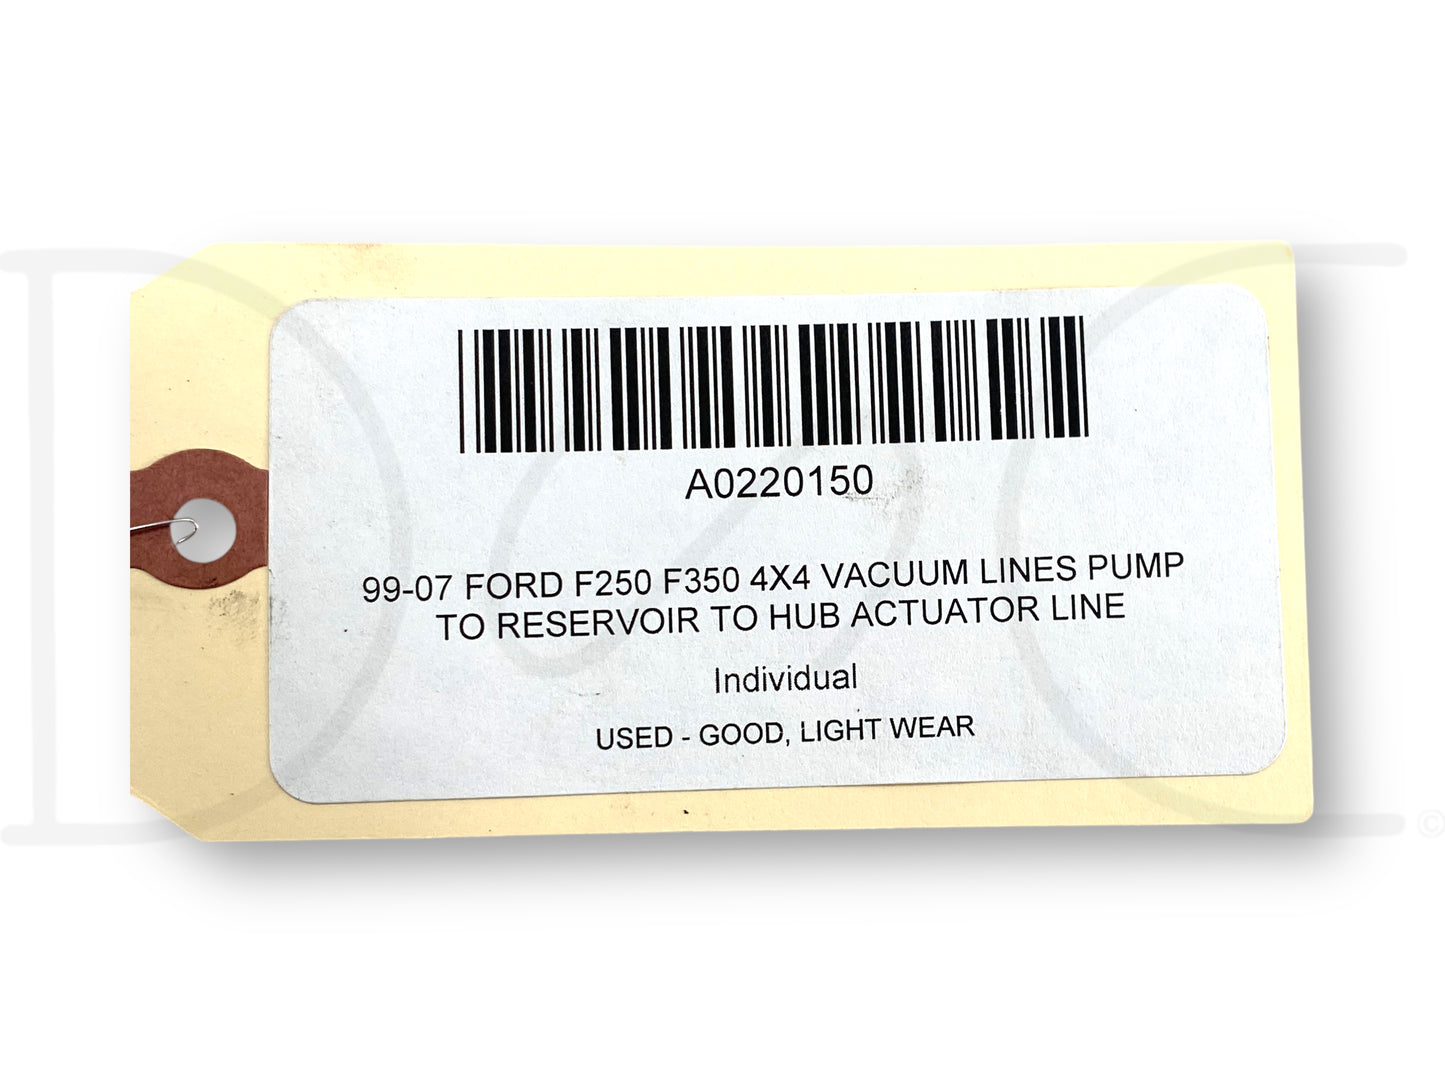 A0220150
99-07 FORD F250 F350 4X4 VACUUM LINES PUMP
TO RESERVOIR TO HUB ACTUATOR LINE
Individual
USED - GOOD, LIGHT WEAR
D&C
©